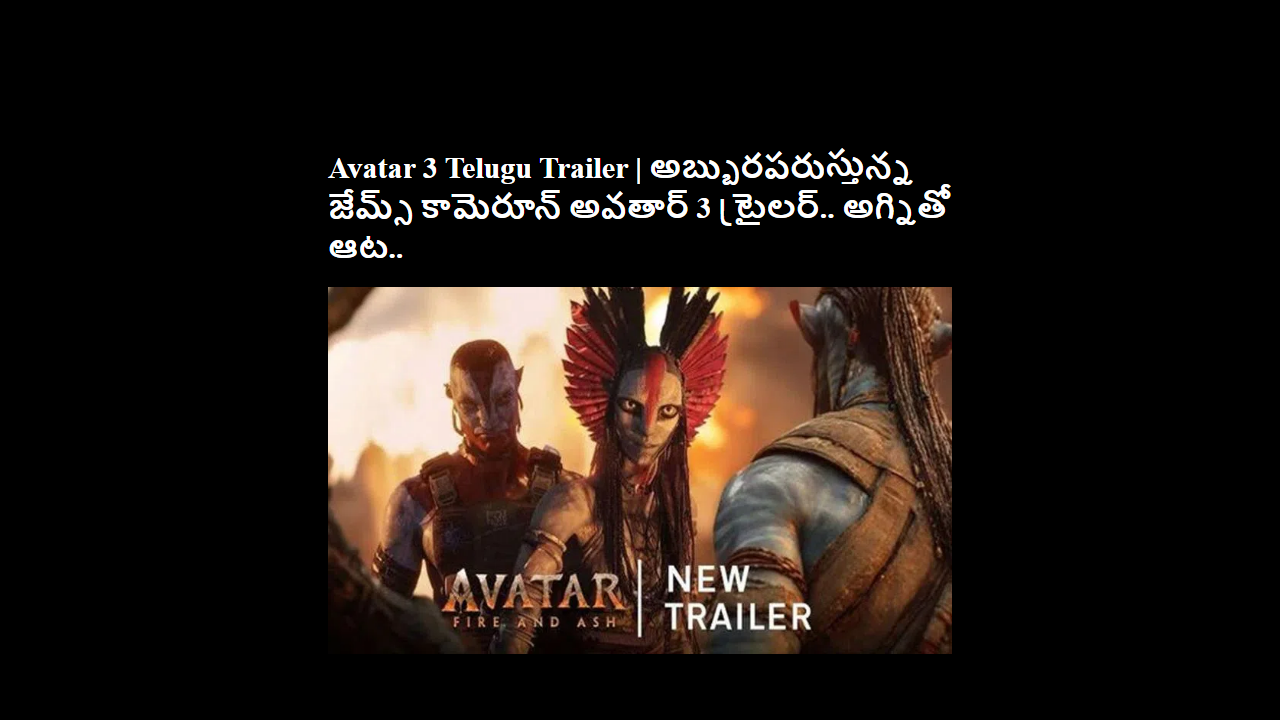 Avatar 3 Telugu Trailer | అబ్బురపరుస్తున్న
జేమ్స్ కామెరూన్ అవతార్ 3 ట్రైలర్.. అగ్నితో
ఆట..
AVATAR
FIRE AND ASH
NEW
TRAILER